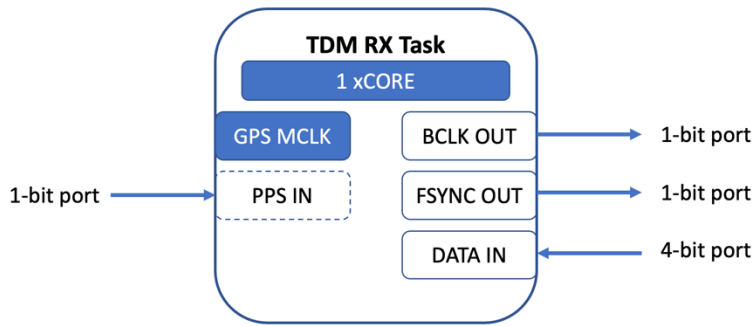 TDM RX Task
1 xCORE
GPS MCLK
BCLK OUT
1-bit port
1-bit port
PPS IN
FSYNC OUT
1-bit port
DATA IN
4-bit port